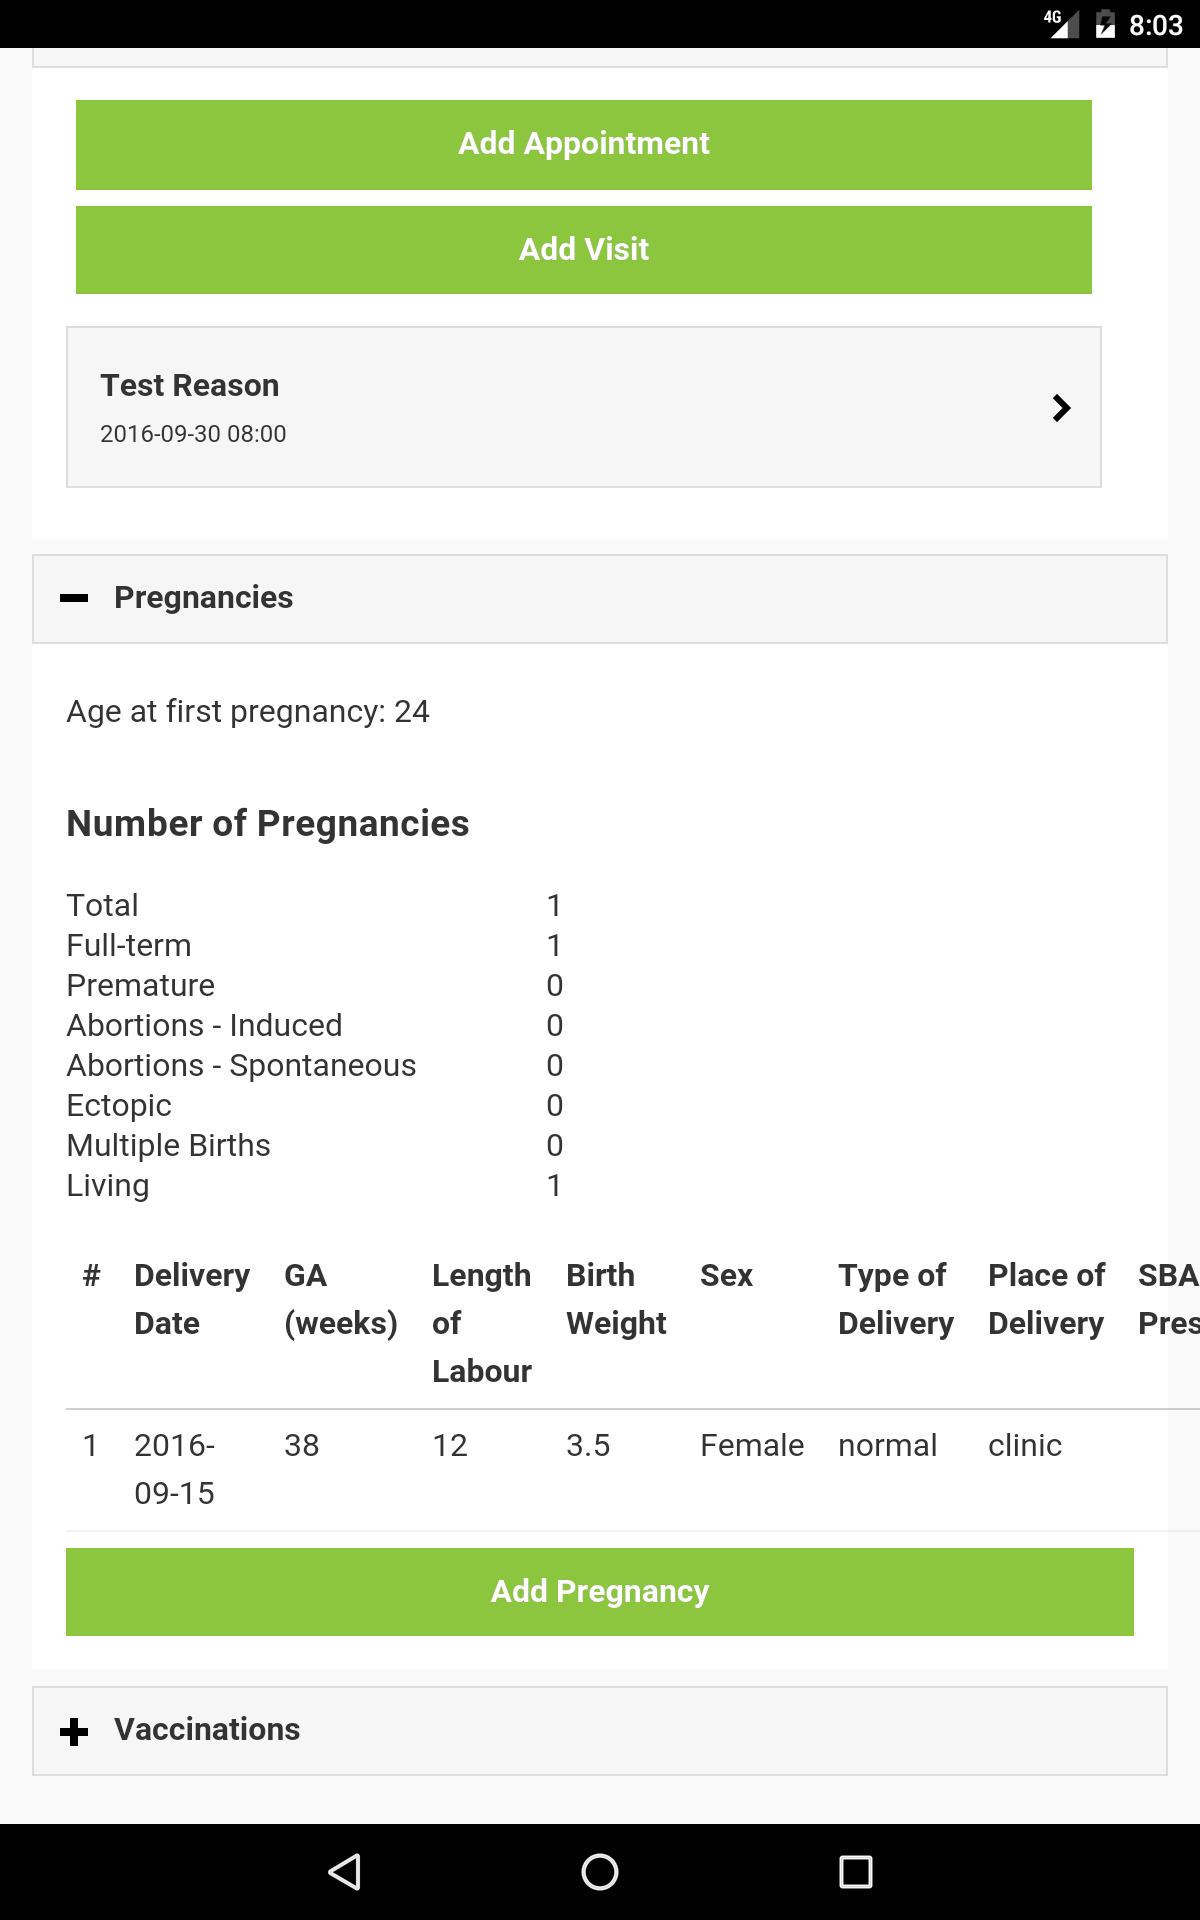 4G 8:03
Add Appointment
Add Visit
Test Reason
2016-09-30 08:00
Pregnancies
Age at first pregnancy: 24
Number of Pregnancies
Total 1
Full-term 1
Premature 0
Abortions - Induced 0
Abortions - Spontaneous 0
Ectopic 0
Multiple Births 0
Living 1
# Delivery GA Length Birth Sex Type of Place of SBA
Date (weeks) of Weight Delivery Delivery Pres
Labour
1 2016- 38 12 3.5 Female normal clinic
09-15
Add Pregnancy
Vaccinations